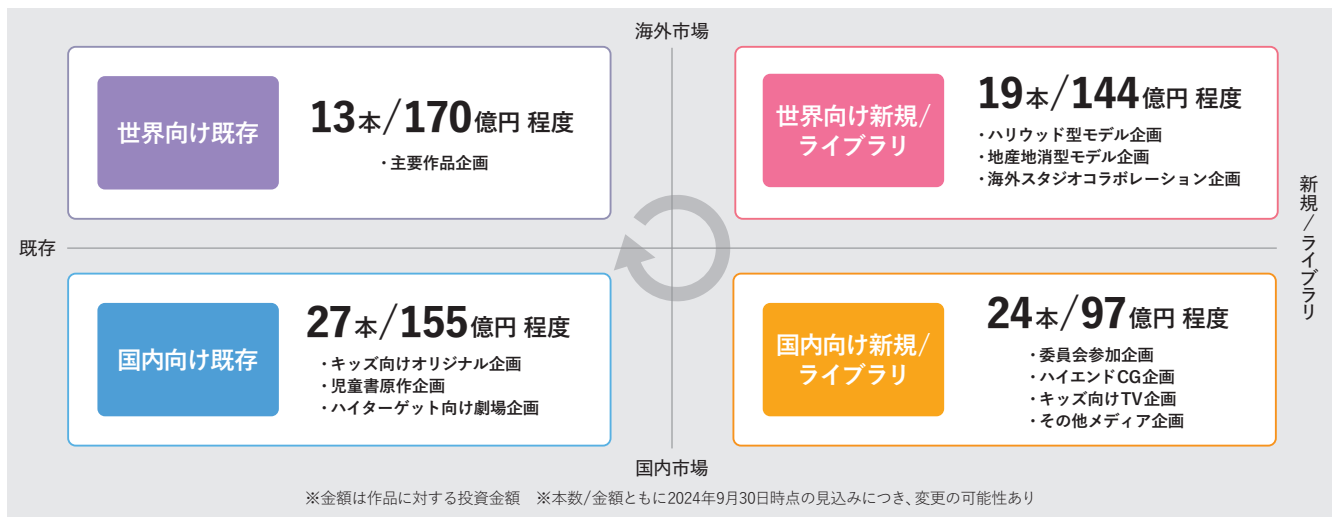 海外市場
世界向け既存
13本/170億円 程度
・主要作品企画
世界向け新規/
ライブラリ
19本/144億円 程度
・ハリウッド型モデル企画
・地産地消型モデル企画
・海外スタジオコラボレーション企画
既存
新規/ライブラリ
国内向け既存
27本/155億円 程度
・キッズ向けオリジナル企画
・児童書原作企画
・ハイターゲット向け劇場企画
国内向け新規/
ライブラリ
24本/97億円 程度
・委員会参加企画
・ハイエンドCG企画
・キッズ向けTV企画
・その他メディア企画
国内市場
※金額は作品に対する投資金額　※本数/金額ともに2024年9月30日時点の見込みにつき、変更の可能性あり